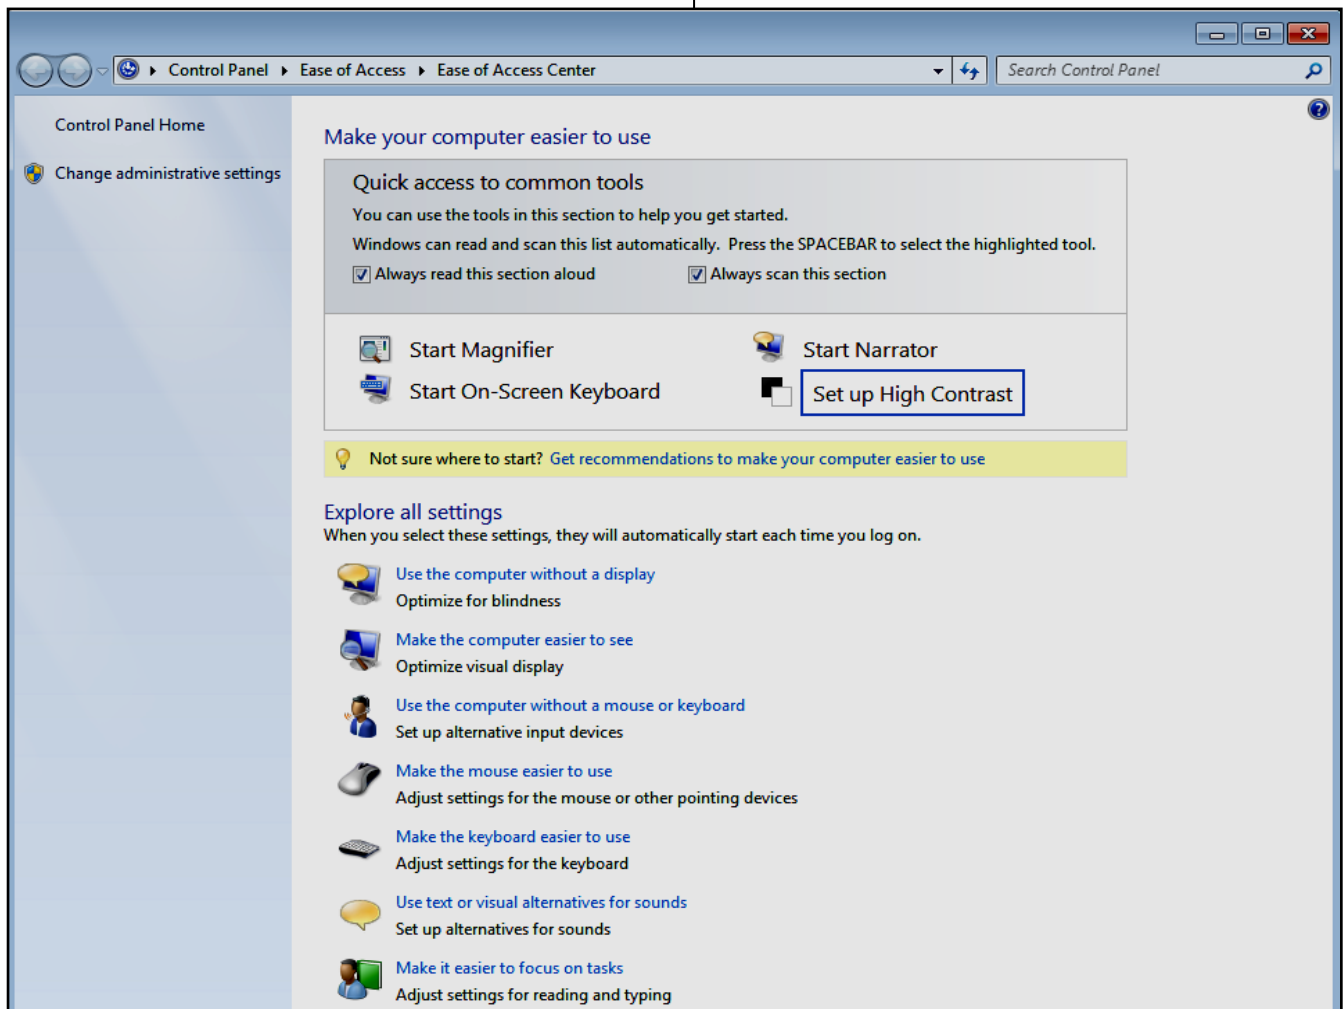 Control Panel Ease of Access Ease of Access Center Search Control Panel
Control Panel Home
Change administrative settings
Make your computer easier to use
Quick access to common tools
You can use the tools in this section to help you get started.
Windows can read and scan this list automatically. Press the SPACEBAR to select the highlighted tool.
Always read this section aloud Always scan this section
Start Magnifier Start Narrator
Start On-Screen Keyboard Set up High Contrast
Not sure where to start? Get recommendations to make your computer easier to use
Explore all settings
When you select these settings, they will automatically start each time you log on.
Use the computer without a display
Optimize for blindness
Make the computer easier to see
Optimize visual display
Use the computer without a mouse or keyboard
Set up alternative input devices
Make the mouse easier to use
Adjust settings for the mouse or other pointing devices
Make the keyboard easier to use
Adjust settings for the keyboard
Use text or visual alternatives for sounds
Set up alternatives for sounds
Make it easier to focus on tasks
Adjust settings for reading and typing